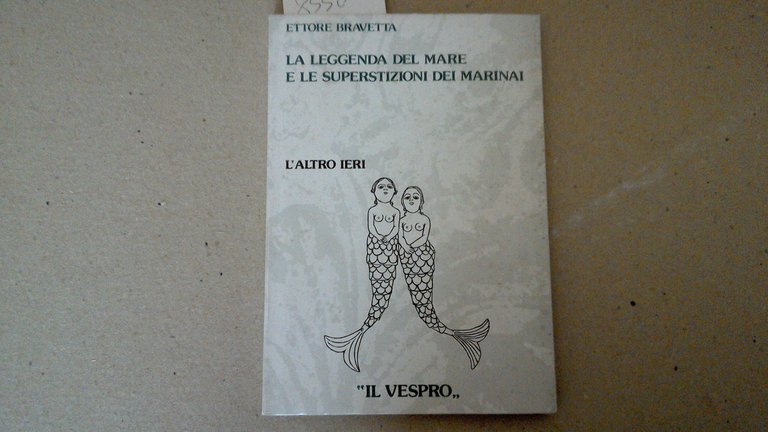 ETTORE BRAVETTA
LA LEGGENDA DEL MARE
E LE SUPERSTIZIONI DEI MARINAI
L'ALTRO IERI
"IL VESPRO„